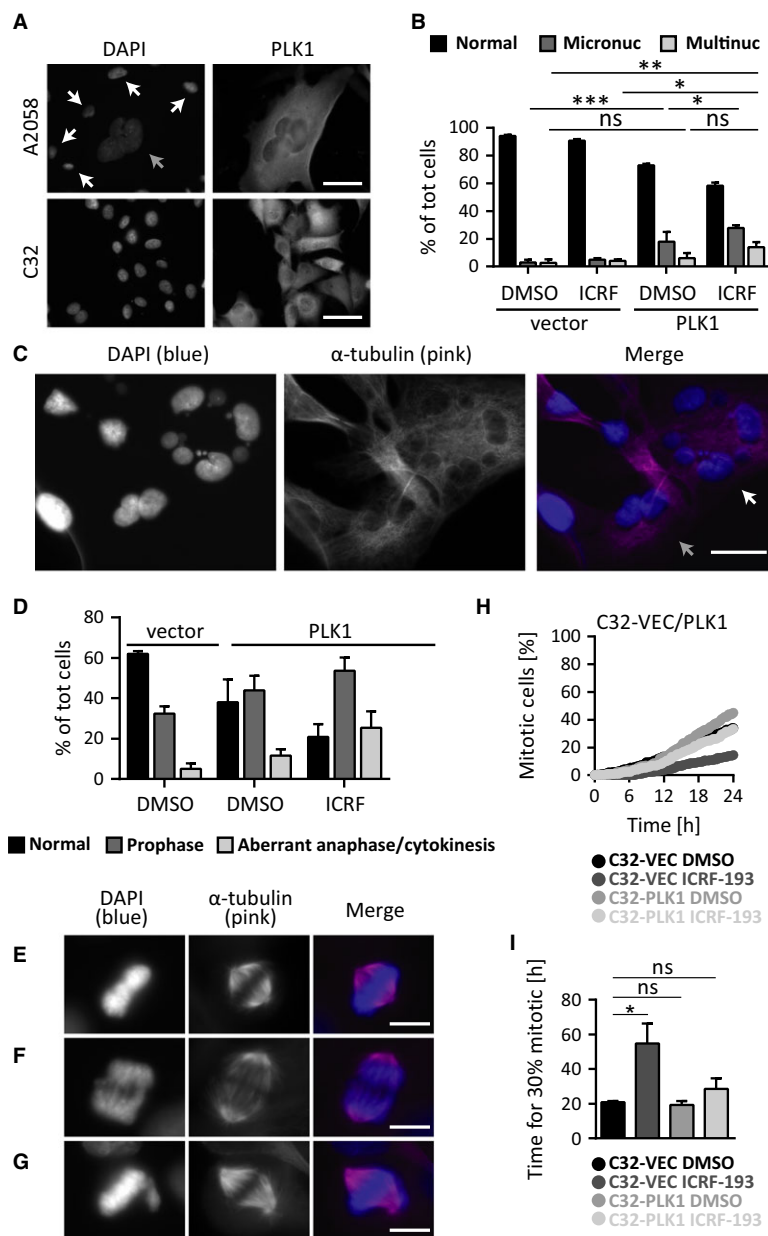 A
DAPI
PLK1
A2058
C32
B
Normal
Micronuc
Multinuc
**
*
***
*
ns
ns
% of tot cells
100
80
60
40
20
0
DMSO
ICRF
DMSO
ICRF
vector
PLK1
C
DAPI (blue)
α-tubulin (pink)
Merge
D
% of tot cells
80
60
40
20
0
vector
PLK1
DMSO
DMSO
ICRF
Normal
Prophase
Aberrant anaphase/cytokinesis
DAPI
(blue)
α-tubulin
(pink)
Merge
E
F
G
H
C32-VEC/PLK1
Mitotic cells [%]
100
80
60
40
20
0
0
6
12
18
24
Time [h]
C32-VEC DMSO
C32-VEC ICRF-193
C32-PLK1 DMSO
C32-PLK1 ICRF-193
I
Time for 30% mitotic [h]
ns
ns
*
80
60
40
20
0
C32-VEC DMSO
C32-VEC ICRF-193
C32-PLK1 DMSO
C32-PLK1 ICRF-193